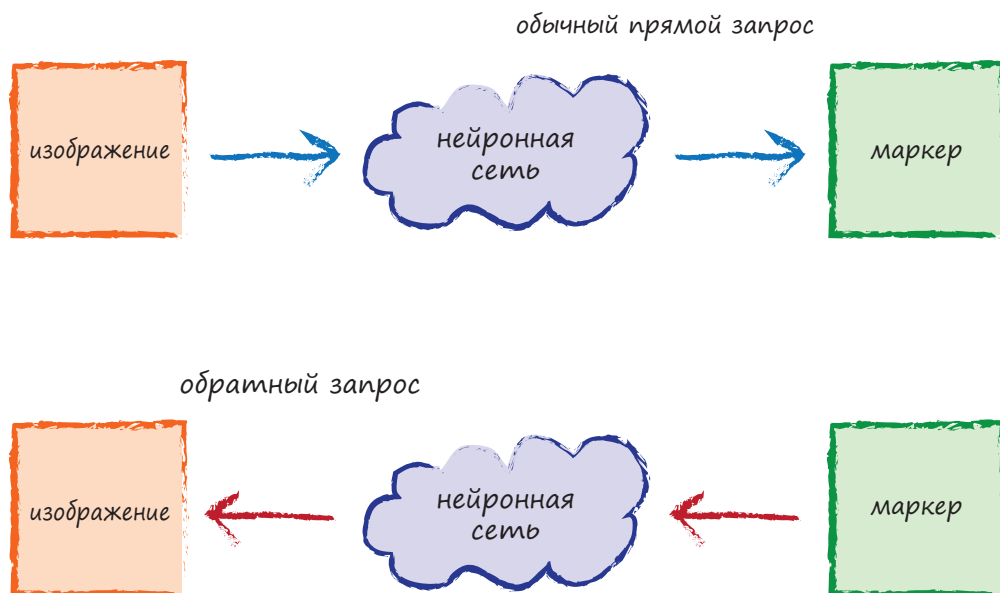 обычный прямой запрос
изображение
нейронная
сеть
маркер
обратный запрос
изображение
нейронная
сеть
маркер